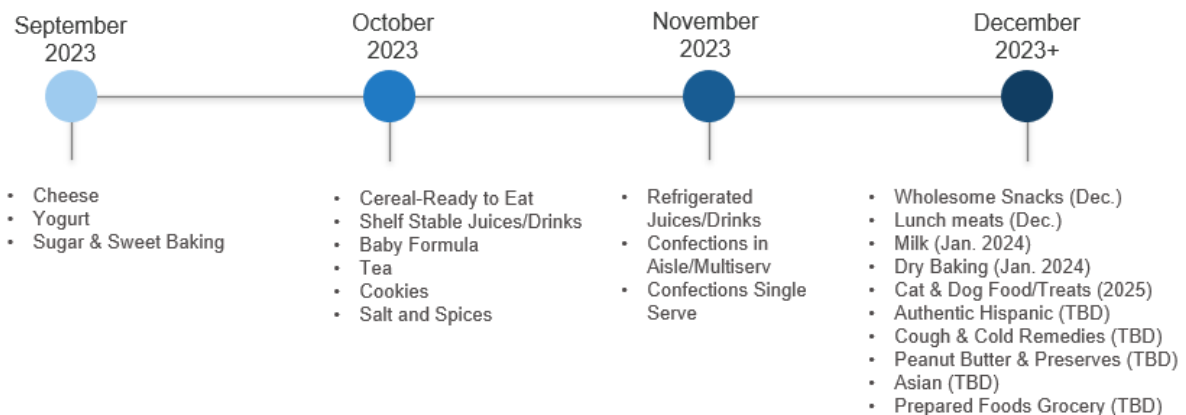 September
2023
• Cheese
• Yogurt
• Sugar & Sweet Baking
October
2023
• Cereal-Ready to Eat
• Shelf Stable Juices/Drinks
• Baby Formula
• Tea
• Cookies
• Salt and Spices
November
2023
• Refrigerated
Juices/Drinks
• Confections in
Aisle/Multiserv
• Confections Single
Serve
December
2023+
• Wholesome Snacks (Dec.)
• Lunch meats (Dec.)
• Milk (Jan. 2024)
• Dry Baking (Jan. 2024)
• Cat & Dog Food/Treats (2025)
• Authentic Hispanic (TBD)
• Cough & Cold Remedies (TBD)
• Peanut Butter & Preserves (TBD)
• Asian (TBD)
• Prepared Foods Grocery (TBD)